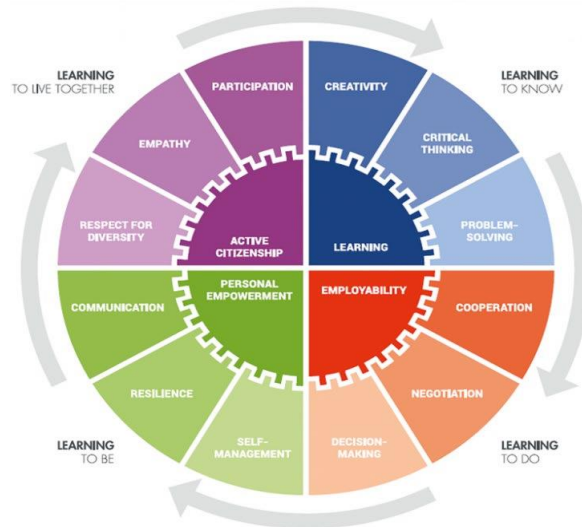 LEARNING
TO LIVE TOGETHER
PARTICIPATION
CREATIVITY
LEARNING
TO KNOW
EMPATHY
CRITICAL
THINKING
RESPECT FOR
DIVERSITY
ACTIVE
CITIZENSHIP
LEARNING
PROBLEM-
SOLVING
COMMUNICATION
PERSONAL
EMPOWERMENT
EMPLOYABILITY
COOPERATION
RESILIENCE
NEGOTIATION
LEARNING
TO BE
SELF-
MANAGEMENT
DECISION-
MAKING
LEARNING
TO DO